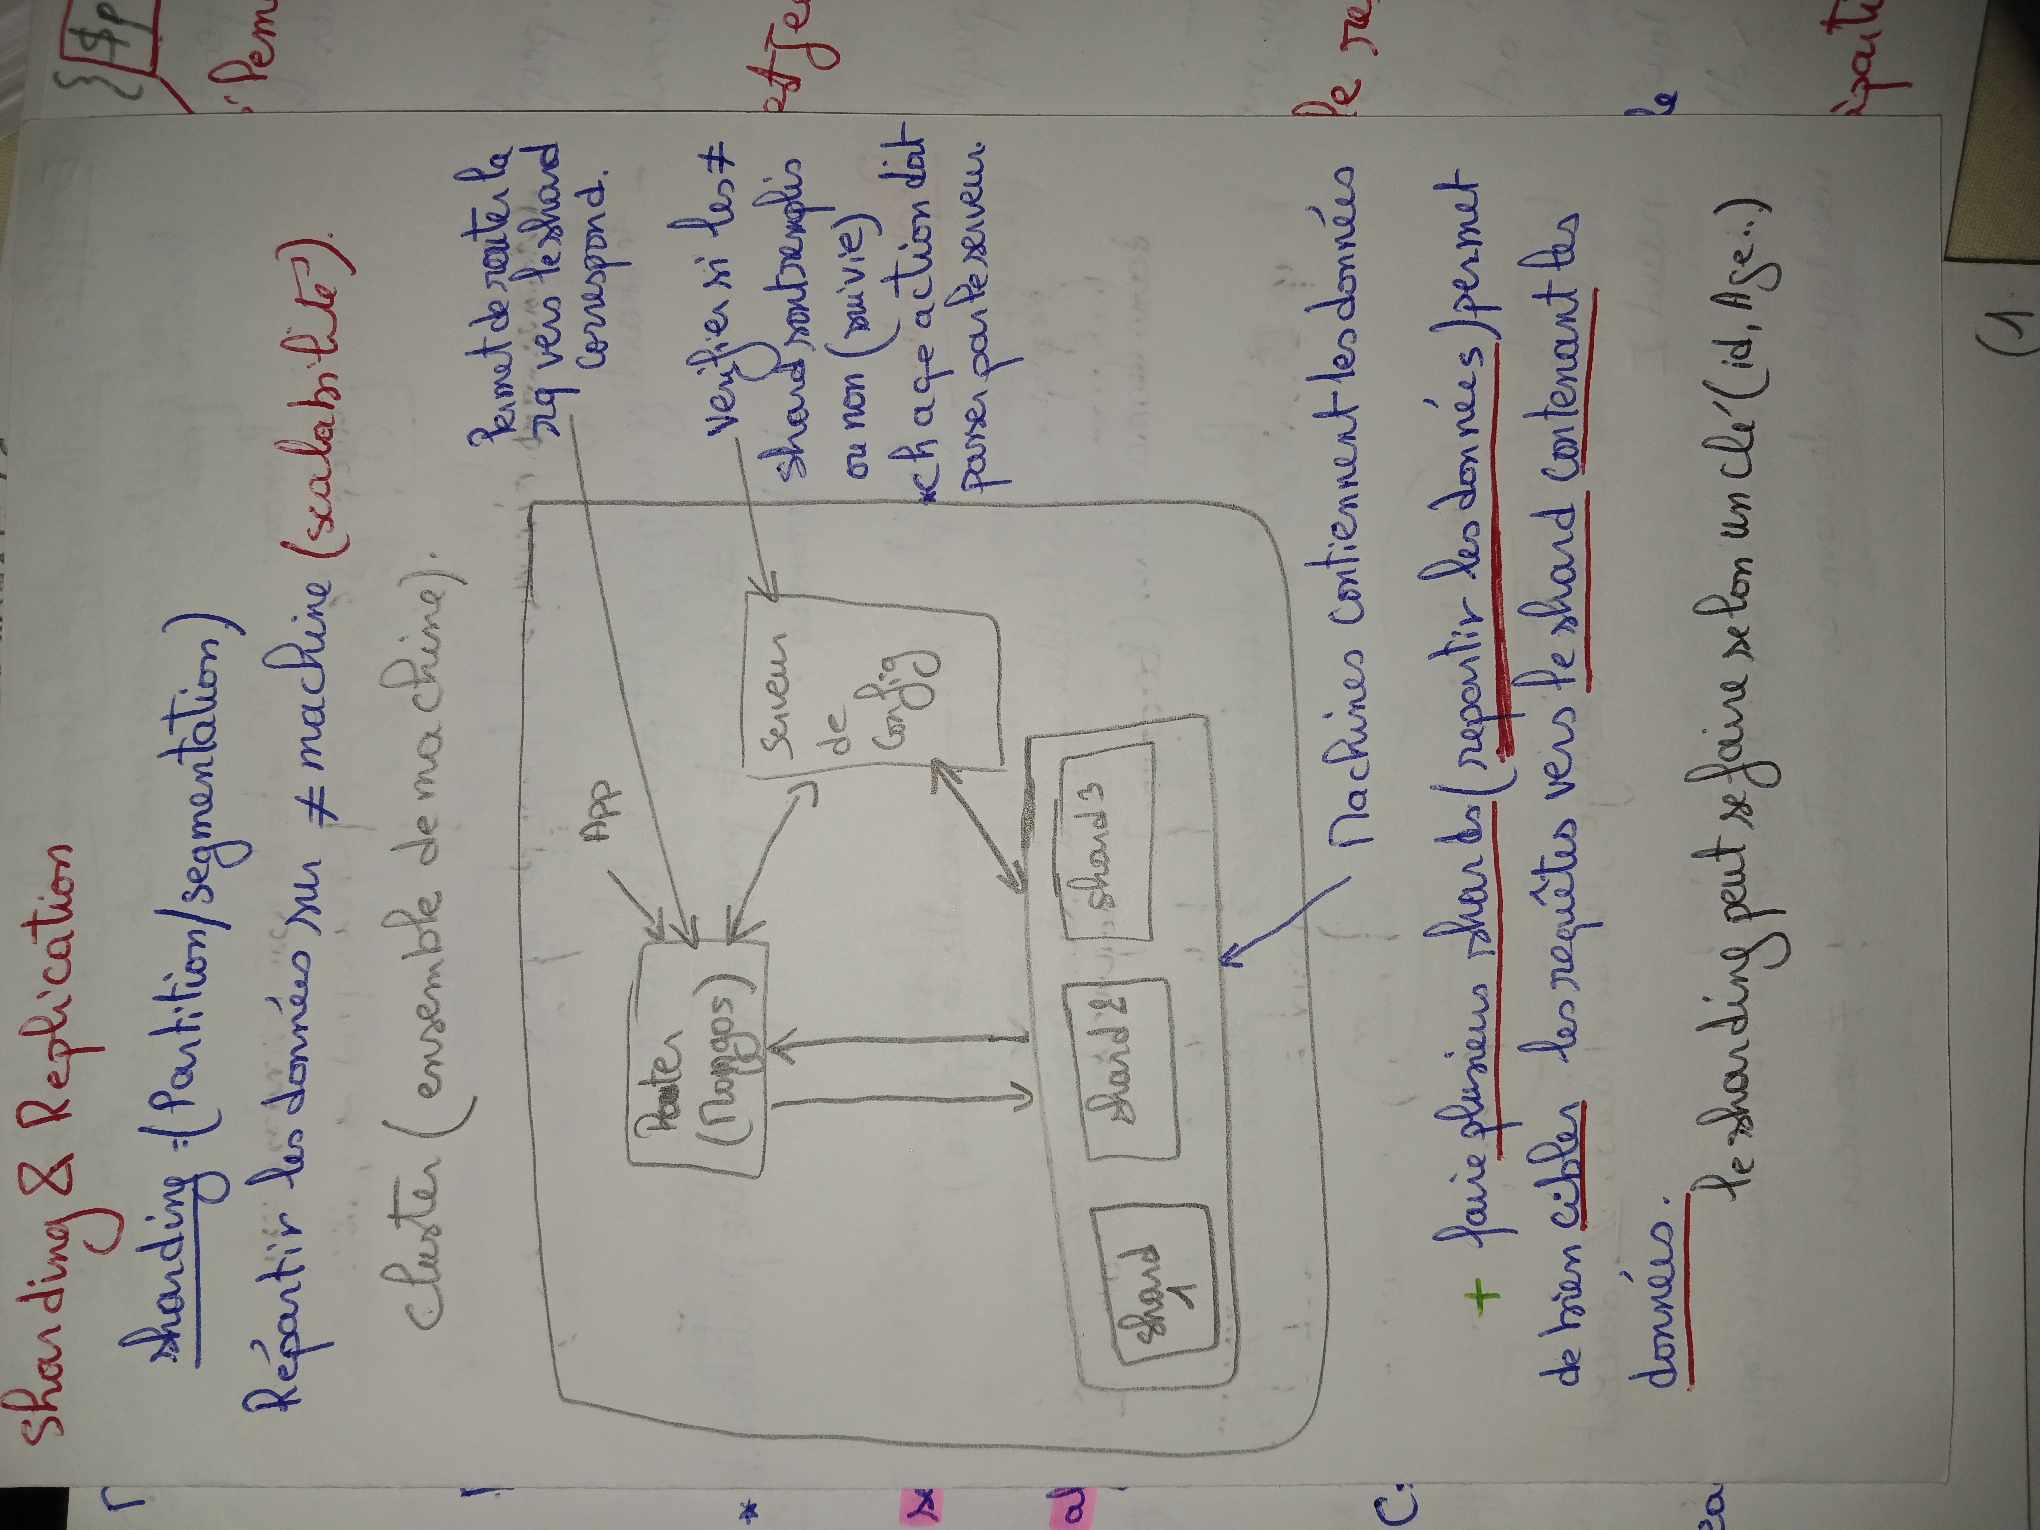 Sharding & Replication
{$p
sharding = (Partition/segmentation)
Répartir les données sur ≠ machine (scalabilité).
Cluster (ensemble de machine).
Permet de router la
rq vers le shard
correspond.
App
Router
(Mongos)
verifier si les ≠
shard sont remplis
ou non (suivie)
*chaqe action doit
passer par le serveur.
Serveur
de
Config
shard
1
shard 2
shard 3
Machines contiennent les données
+ faire plusieurs shards (repartir les données) permet
de bien cibler les requêtes vers le shard contenant les
données.
le sharding peut se faire selon un clé (id, Age..)
(1